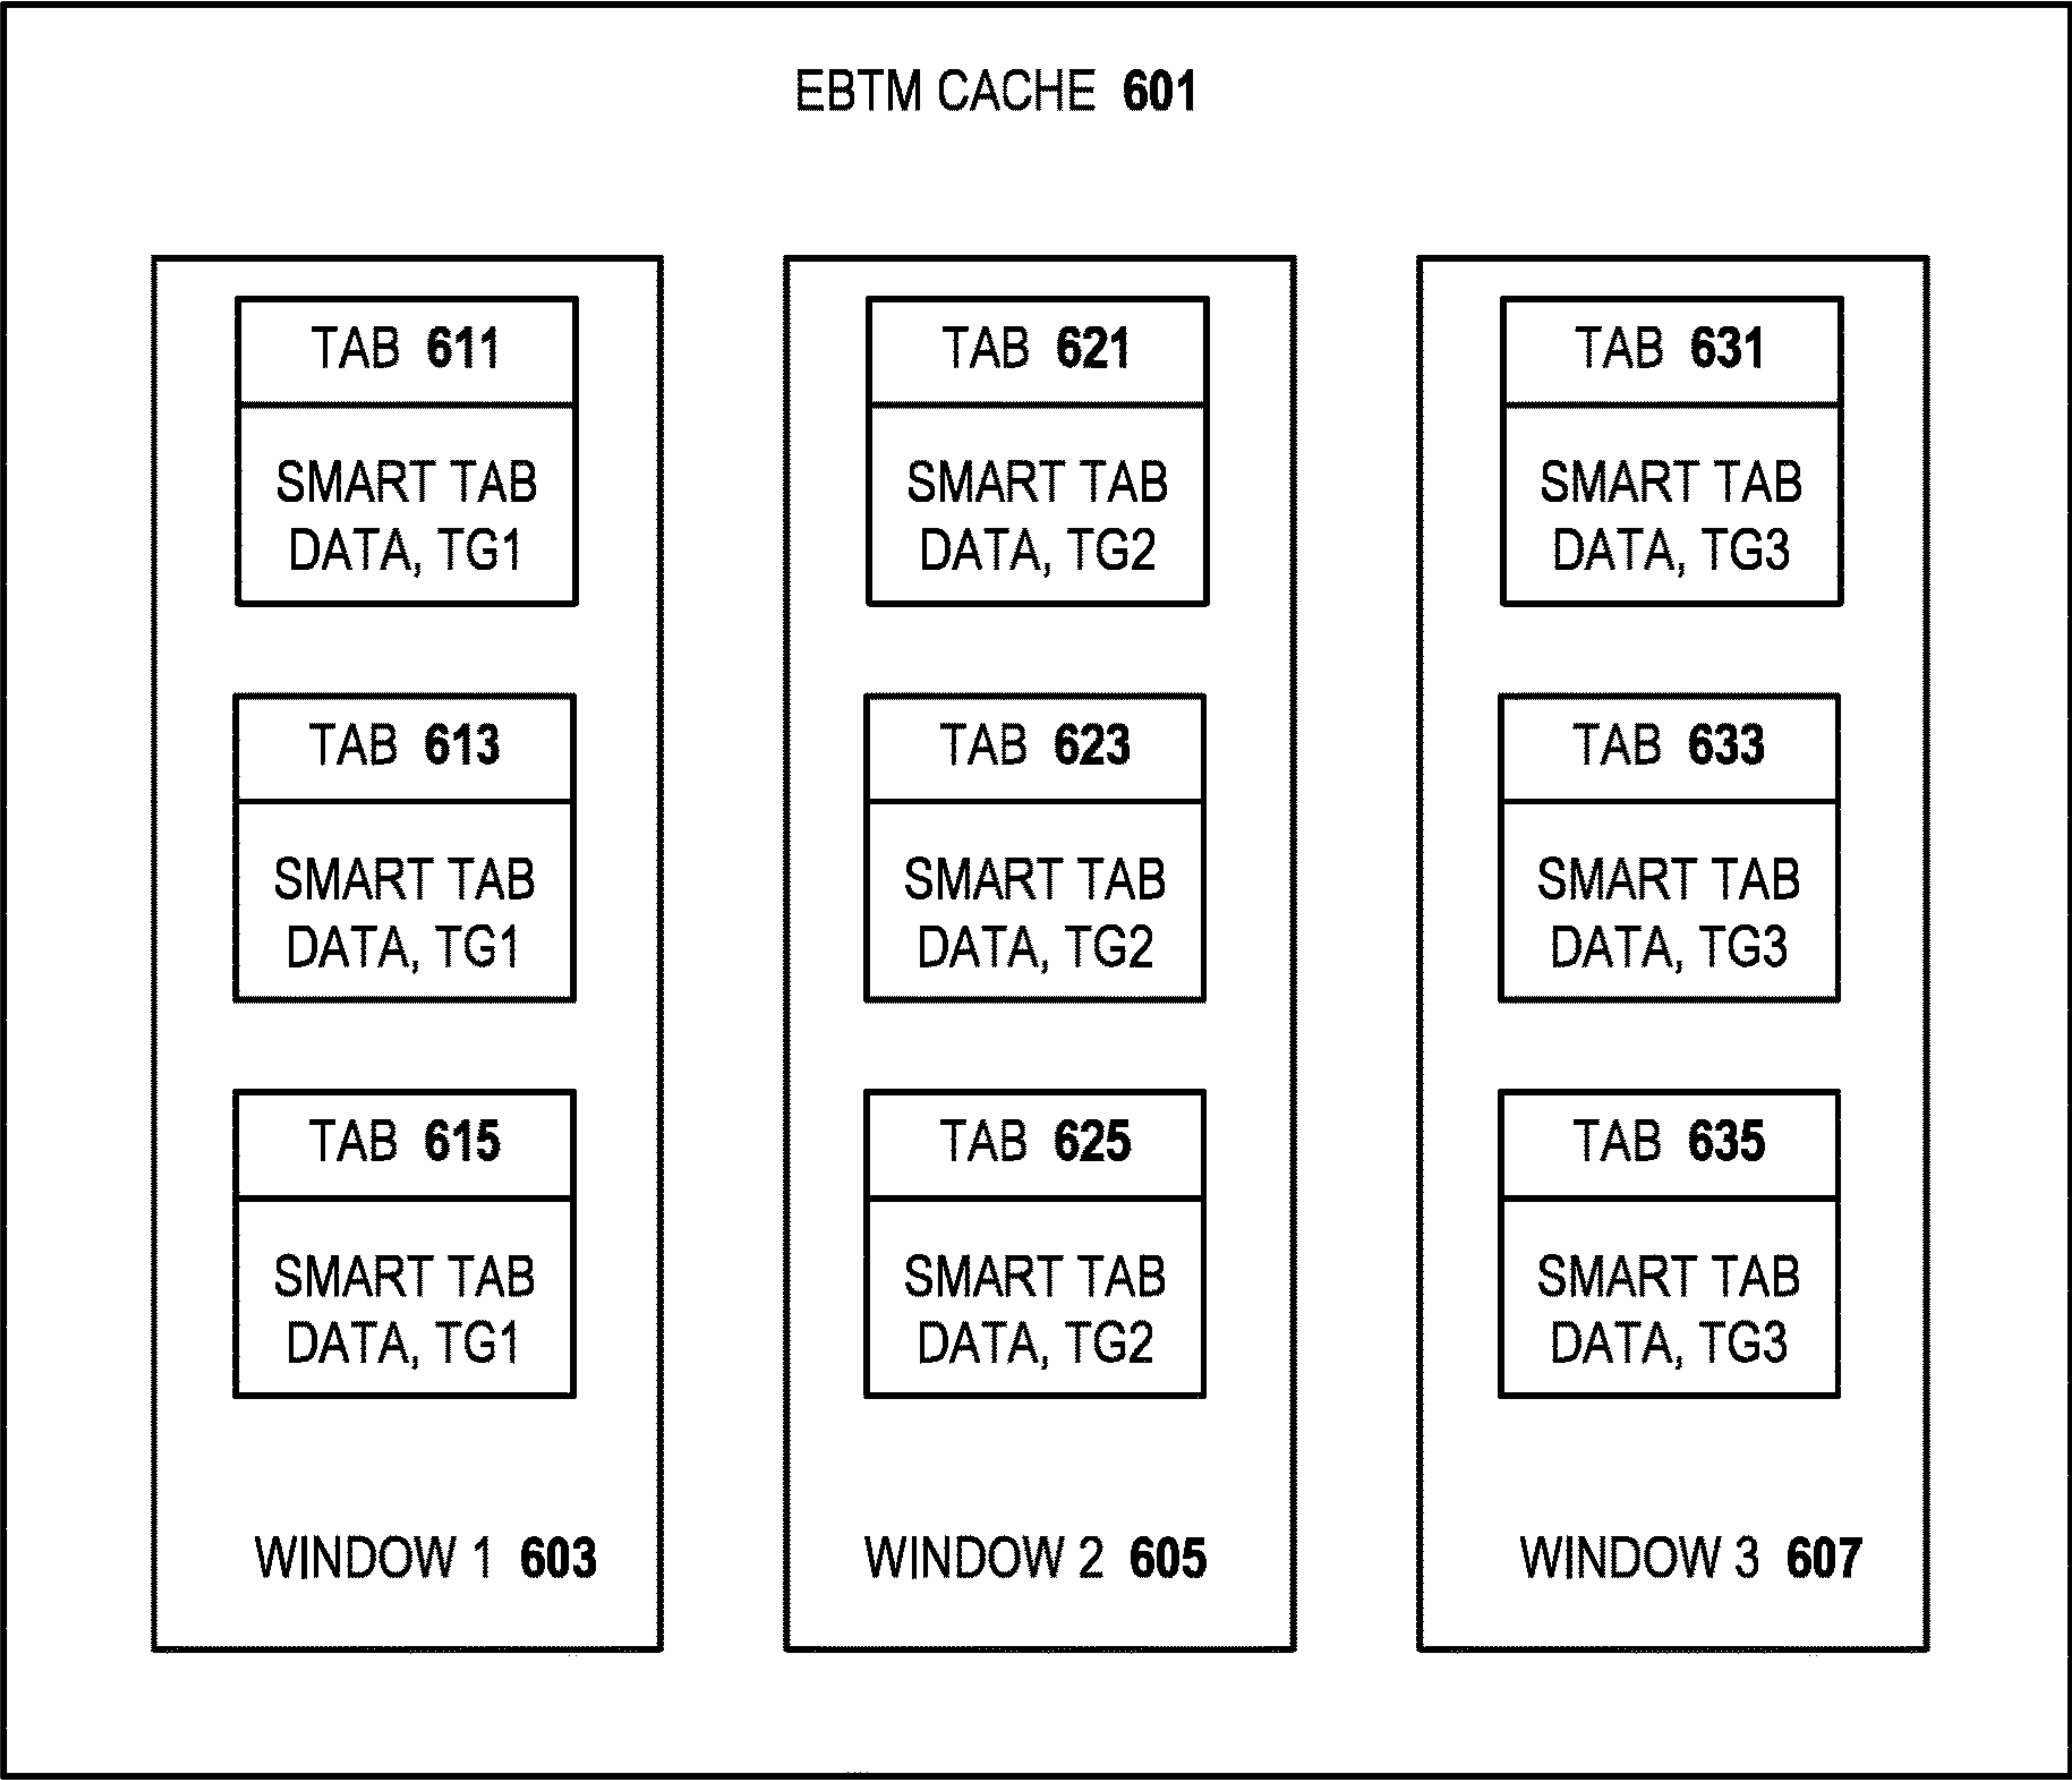 EBTM CACHE 601
TAB 611
SMART TAB
DATA, TG1
TAB 613
SMART TAB
DATA, TG1
TAB 615
SMART TAB
DATA, TG1
WINDOW 1 603
TAB 621
SMART TAB
DATA, TG2
TAB 623
SMART TAB
DATA, TG2
TAB 625
SMART TAB
DATA, TG2
WINDOW 2 605
TAB 631
SMART TAB
DATA, TG3
TAB 633
SMART TAB
DATA, TG3
TAB 635
SMART TAB
DATA, TG3
WINDOW 3 607